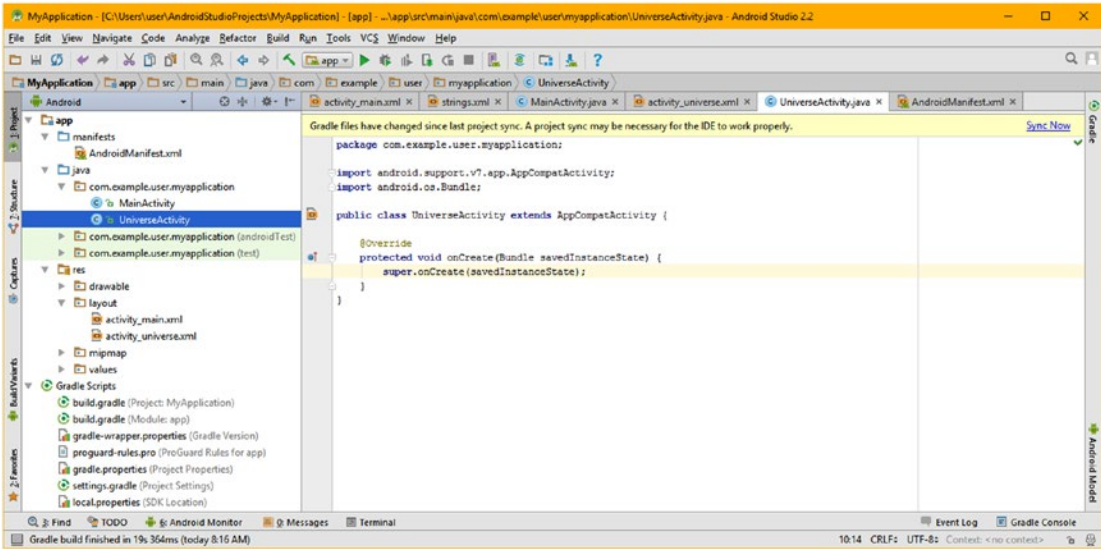 MyApplication - [C:\Users\user\AndroidStudioProjects\MyApplication] - [app] - ...\app\src\main\java\com\example\user\myapplication\UniverseActivity.java - Android Studio 2.2
File Edit View Navigate Code Analyze Refactor Build Run Tools VCS Window Help
app
MyApplication app src main java com example user myapplication UniverseActivity
Android
activity_main.xml strings.xml MainActivity.java activity_universe.xml UniverseActivity.java AndroidManifest.xml
Gradle files have changed since last project sync. A project sync may be necessary for the IDE to work properly. Sync Now
package com.example.user.myapplication;
import android.support.v7.app.AppCompatActivity;
import android.os.Bundle;
public class UniverseActivity extends AppCompatActivity {
@Override
protected void onCreate(Bundle savedInstanceState) {
super.onCreate(savedInstanceState);
}
}
app
manifests
AndroidManifest.xml
java
com.example.user.myapplication
MainActivity
UniverseActivity
com.example.user.myapplication (androidTest)
com.example.user.myapplication (test)
res
drawable
layout
activity_main.xml
activity_universe.xml
mipmap
values
Gradle Scripts
build.gradle (Project: MyApplication)
build.gradle (Module: app)
gradle-wrapper.properties (Gradle Version)
proguard-rules.pro (ProGuard Rules for app)
gradle.properties (Project Properties)
settings.gradle (Project Settings)
local.properties (SDK Location)
1: Project
7: Structure
Captures
Build Variants
2: Favorites
Gradle
Android Model
3: Find TODO 6: Android Monitor 0: Messages Terminal Event Log Gradle Console
Gradle build finished in 19s 364ms (today 8:16 AM) 10:14 CRLF÷ UTF-8÷ Context: <no context>